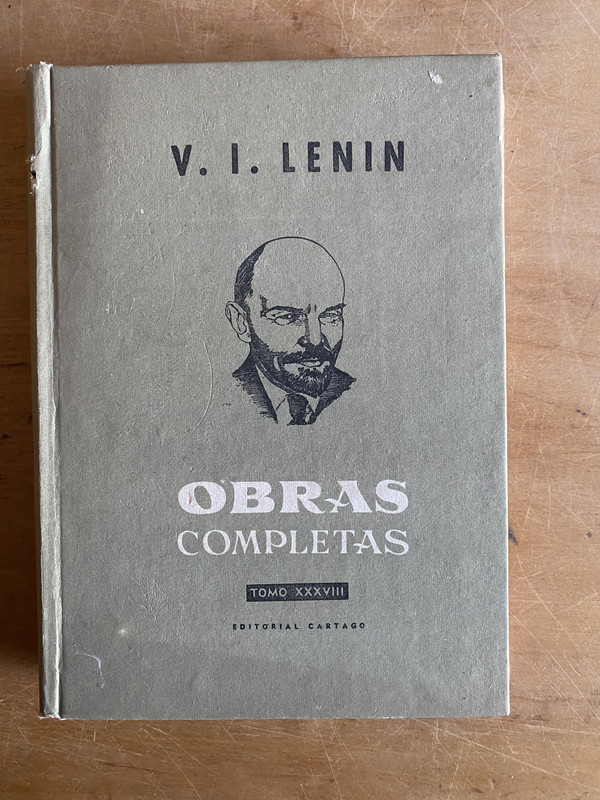 V. I. LENIN
OBRAS
COMPLETAS
TOMO XXXVIII
EDITORIAL CARTAGO